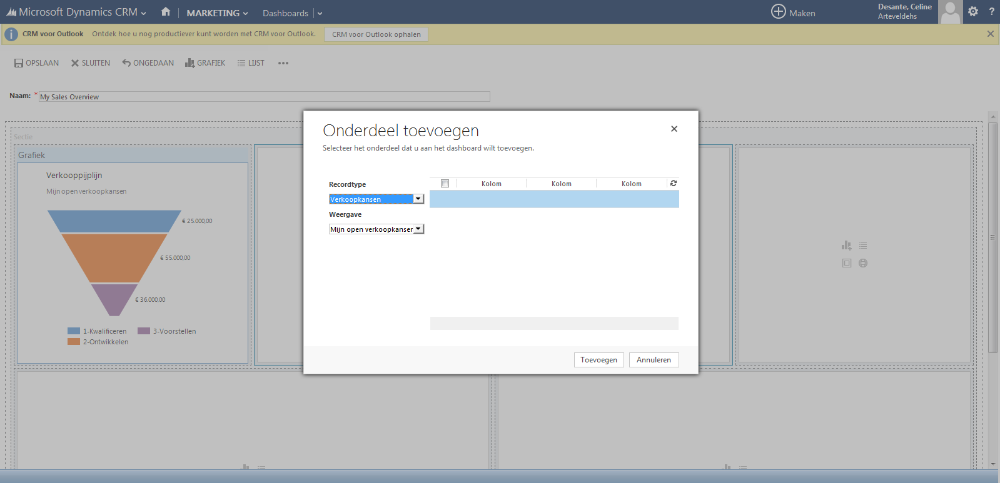 Microsoft Dynamics CRM MARKETING Dashboards Maken Desante, Celine
Arteveldehs
?
CRM voor Outlook Ontdek hoe u nog productiever kunt worden met CRM voor Outlook. CRM voor Outlook ophalen
OPSLAAN SLUITEN ONGEDAAN GRAFIEK LIJST
Naam: * My Sales Overview
Sectie
Grafiek
Verkooppijplijn
Mijn open verkoopkansen
€ 25.000,00
€ 55.000,00
€ 36.000,00
1-Kwalificeren 3-Voorstellen
2-Ontwikkelen
Onderdeel toevoegen
Selecteer het onderdeel dat u aan het dashboard wilt toevoegen.
Recordtype
Verkoopkansen
Weergave
Mijn open verkoopkanser
Kolom Kolom Kolom
Toevoegen Annuleren